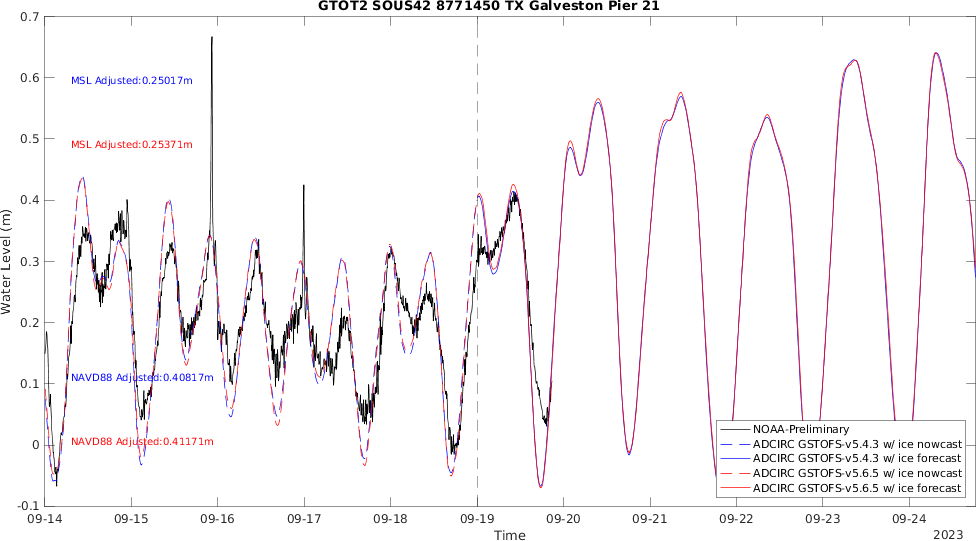 GTOT2 SOUS42 8771450 TX Galveston Pier 21
0.7
0.6
0.5
0.4
0.3
0.2
0.1
0
-0.1
Water Level (m)
MSL Adjusted:0.25017m
MSL Adjusted:0.25371m
NAVD88 Adjusted:0.40817m
NAVD88 Adjusted:0.41171m
NOAA-Preliminary
ADCIRC GSTOFS-v5.4.3 w/ ice nowcast
ADCIRC GSTOFS-v5.4.3 w/ ice forecast
ADCIRC GSTOFS-v5.6.5 w/ ice nowcast
ADCIRC GSTOFS-v5.6.5 w/ ice forecast
09-14 09-15 09-16 09-17 09-18 09-19 09-20 09-21 09-22 09-23 09-24
Time
2023